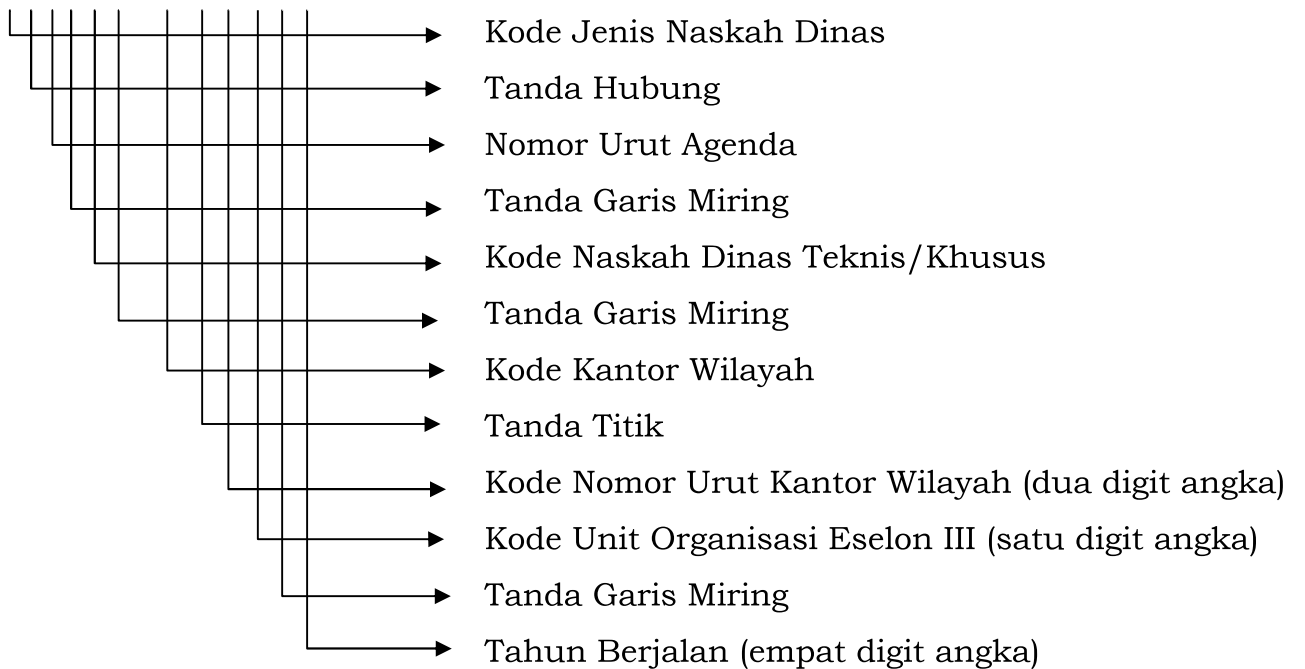 Kode Jenis Naskah Dinas
Tanda Hubung
Nomor Urut Agenda
Tanda Garis Miring
Kode Naskah Dinas Teknis/Khusus
Tanda Garis Miring
Kode Kantor Wilayah
Tanda Titik
Kode Nomor Urut Kantor Wilayah (dua digit angka)
Kode Unit Organisasi Eselon III (satu digit angka)
Tanda Garis Miring
Tahun Berjalan (empat digit angka)